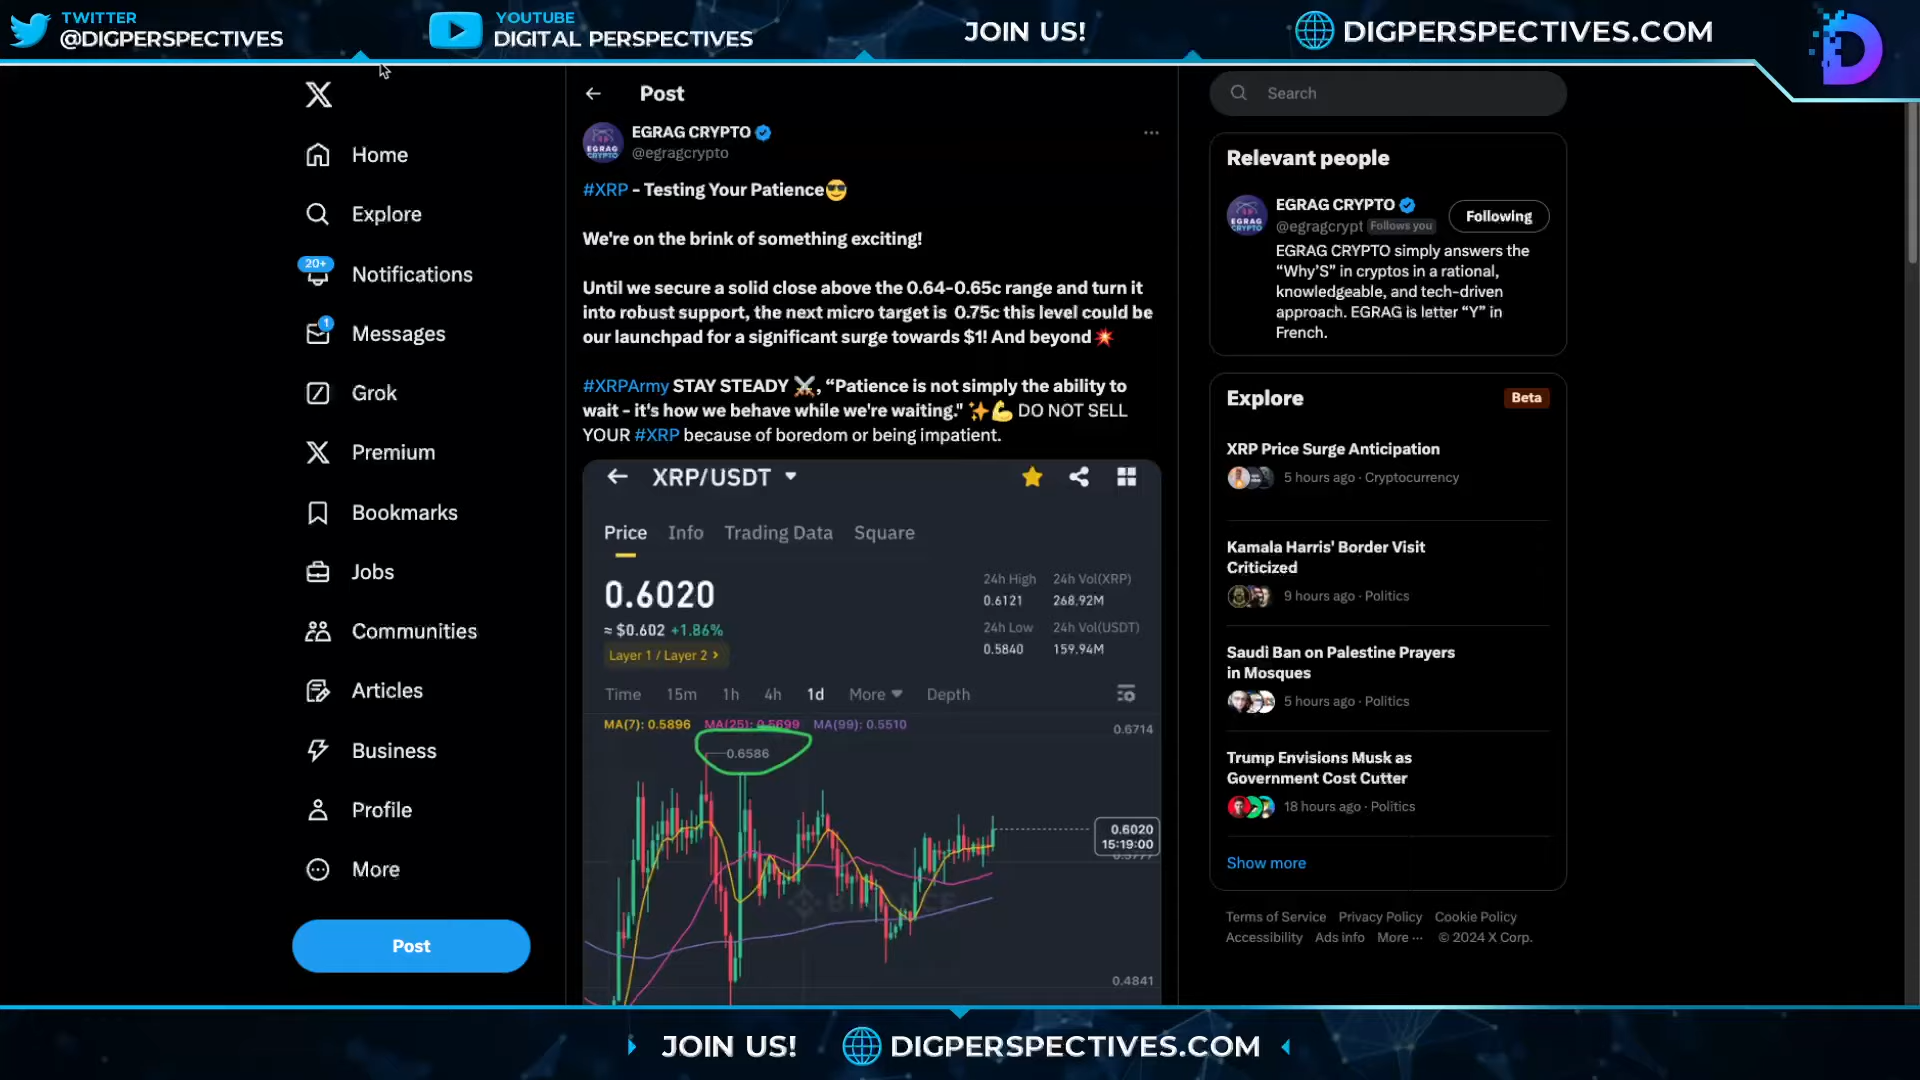 TWITTER
@DIGPERSPECTIVES
YOUTUBE
DIGITAL PERSPECTIVES
JOIN US!
DIGPERSPECTIVES.COM
Home
Explore
20+
Notifications
1
Messages
Grok
Premium
Bookmarks
Jobs
Communities
Articles
Business
Profile
More
Post
Post
EGRAG CRYPTO
@egragcrypto
#XRP - Testing Your Patience😎
We're on the brink of something exciting!
Until we secure a solid close above the 0.64-0.65c range and turn it
into robust support, the next micro target is 0.75c this level could be
our launchpad for a significant surge towards $1! And beyond💥
#XRPArmy STAY STEADY ⚔️, “Patience is not simply the ability to
wait - it's how we behave while we're waiting." ✨💪 DO NOT SELL
YOUR #XRP because of boredom or being impatient.
XRP/USDT
Price Info Trading Data Square
0.6020
≈ $0.602 +1.86%
Layer 1 / Layer 2 >
24h High 24h Vol(XRP)
0.6121 268.92M
24h Low 24h Vol(USDT)
0.5840 159.94M
Time 15m 1h 4h 1d More Depth
MA(7): 0.5896 MA(25): 0.5699 MA(99): 0.5510
0.6714
0.6586
0.6020
15:19:00
0.4841
Search
Relevant people
EGRAG CRYPTO
@egragcrypt Follows you
Following
EGRAG CRYPTO simply answers the
“Why’S” in cryptos in a rational,
knowledgeable, and tech-driven
approach. EGRAG is letter “Y” in
French.
Explore
Beta
XRP Price Surge Anticipation
5 hours ago · Cryptocurrency
Kamala Harris' Border Visit
Criticized
9 hours ago · Politics
Saudi Ban on Palestine Prayers
in Mosques
5 hours ago · Politics
Trump Envisions Musk as
Government Cost Cutter
18 hours ago · Politics
Show more
Terms of Service Privacy Policy Cookie Policy
Accessibility Ads info More ··· © 2024 X Corp.
JOIN US!
DIGPERSPECTIVES.COM